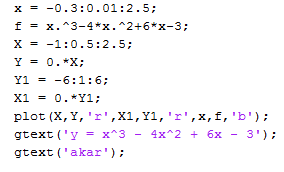 x = -0.3:0.01:2.5;
f = x.^3-4*x.^2+6*x-3;
X = -1:0.5:2.5;
Y = 0.*X;
Y1 = -6:1:6;
X1 = 0.*Y1;
plot(X,Y,'r',X1,Y1,'r',x,f,'b');
gtext('y = x^3 - 4x^2 + 6x - 3');
gtext('akar');